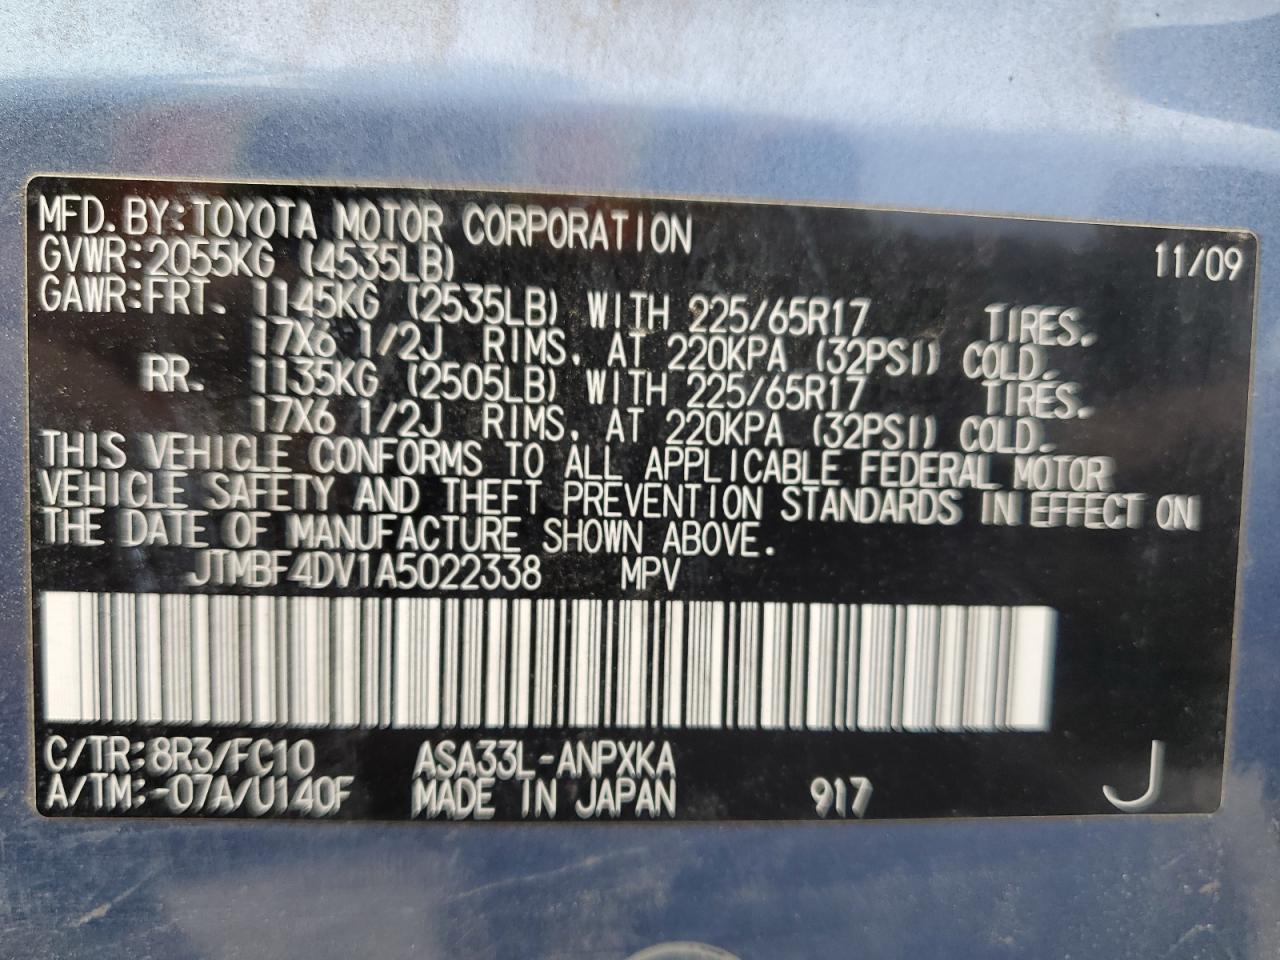 MFD. BY: TOYOTA MOTOR CORPORATION 11/09
GVWR: 2055KG (4535LB)
GAWR: FRT. 1145KG (2535LB) WITH 225/65R17 TIRES.
17X6 1/2J RIMS, AT 220KPA (32PSI) COLD.
RR. 1135KG (2505LB) WITH 225/65R17 TIRES.
17X6 1/2J RIMS, AT 220KPA (32PSI) COLD.
THIS VEHICLE CONFORMS TO ALL APPLICABLE FEDERAL MOTOR
VEHICLE SAFETY AND THEFT PREVENTION STANDARDS IN EFFECT ON
THE DATE OF MANUFACTURE SHOWN ABOVE.
JTMBF4DV1A5022338 MPV
C/TR: 8R3/FC10 ASA33L-ANPXKA
A/TM: -07A/U140F MADE IN JAPAN 917 J